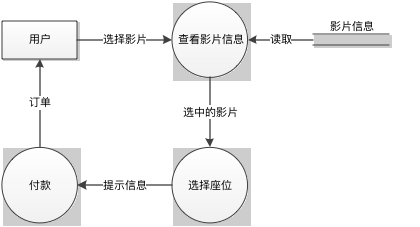 影片信息
用户
选择影片
查看影片信息
读取
订单
选中的影片
付款
提示信息
选择座位